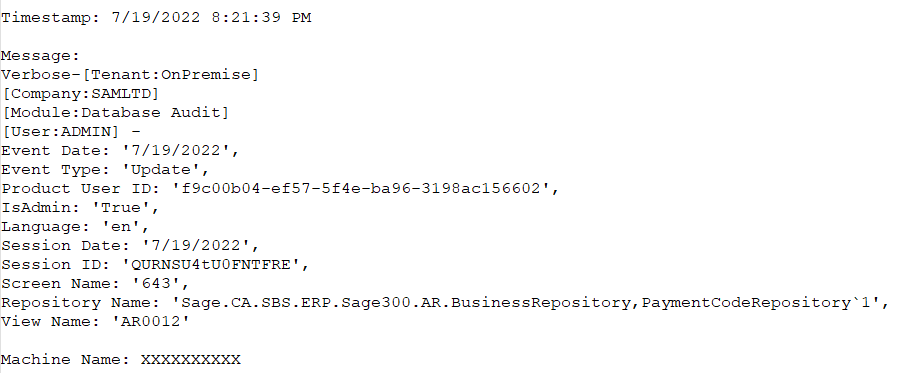 Timestamp: 7/19/2022 8:21:39 PM
Message:
Verbose-[Tenant:OnPremise]
[Company:SAMLTD]
[Module:Database Audit]
[User:ADMIN] -
Event Date: '7/19/2022',
Event Type: 'Update',
Product User ID: 'f9c00b04-ef57-5f4e-ba96-3198ac156602',
IsAdmin: 'True',
Language: 'en',
Session Date: '7/19/2022',
Session ID: 'QURNSU4tU0FNTFRE',
Screen Name: '643',
Repository Name: 'Sage.CA.SBS.ERP.Sage300.AR.BusinessRepository,PaymentCodeRepository`1',
View Name: 'AR0012'
Machine Name: XXXXXXXXXX